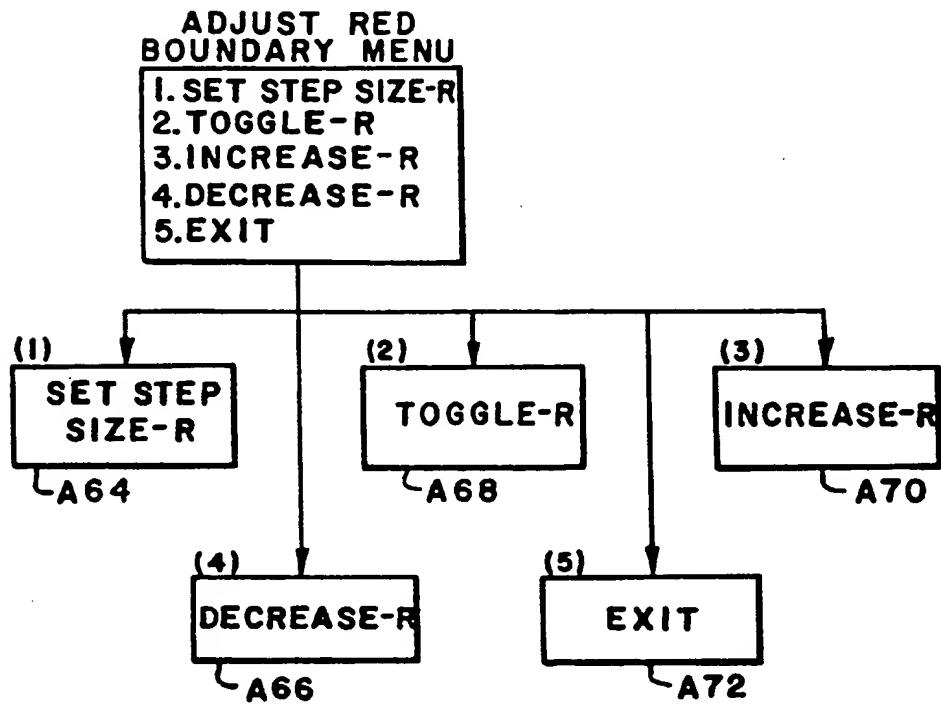 ADJUST RED
BOUNDARY MENU
1. SET STEP SIZE-R
2. TOGGLE-R
3. INCREASE-R
4. DECREASE-R
5. EXIT
(1)
SET STEP
SIZE-R
A64
(2)
TOGGLE-R
A68
(3)
INCREASE-R
A70
(4)
DECREASE-R
A66
(5)
EXIT
A72